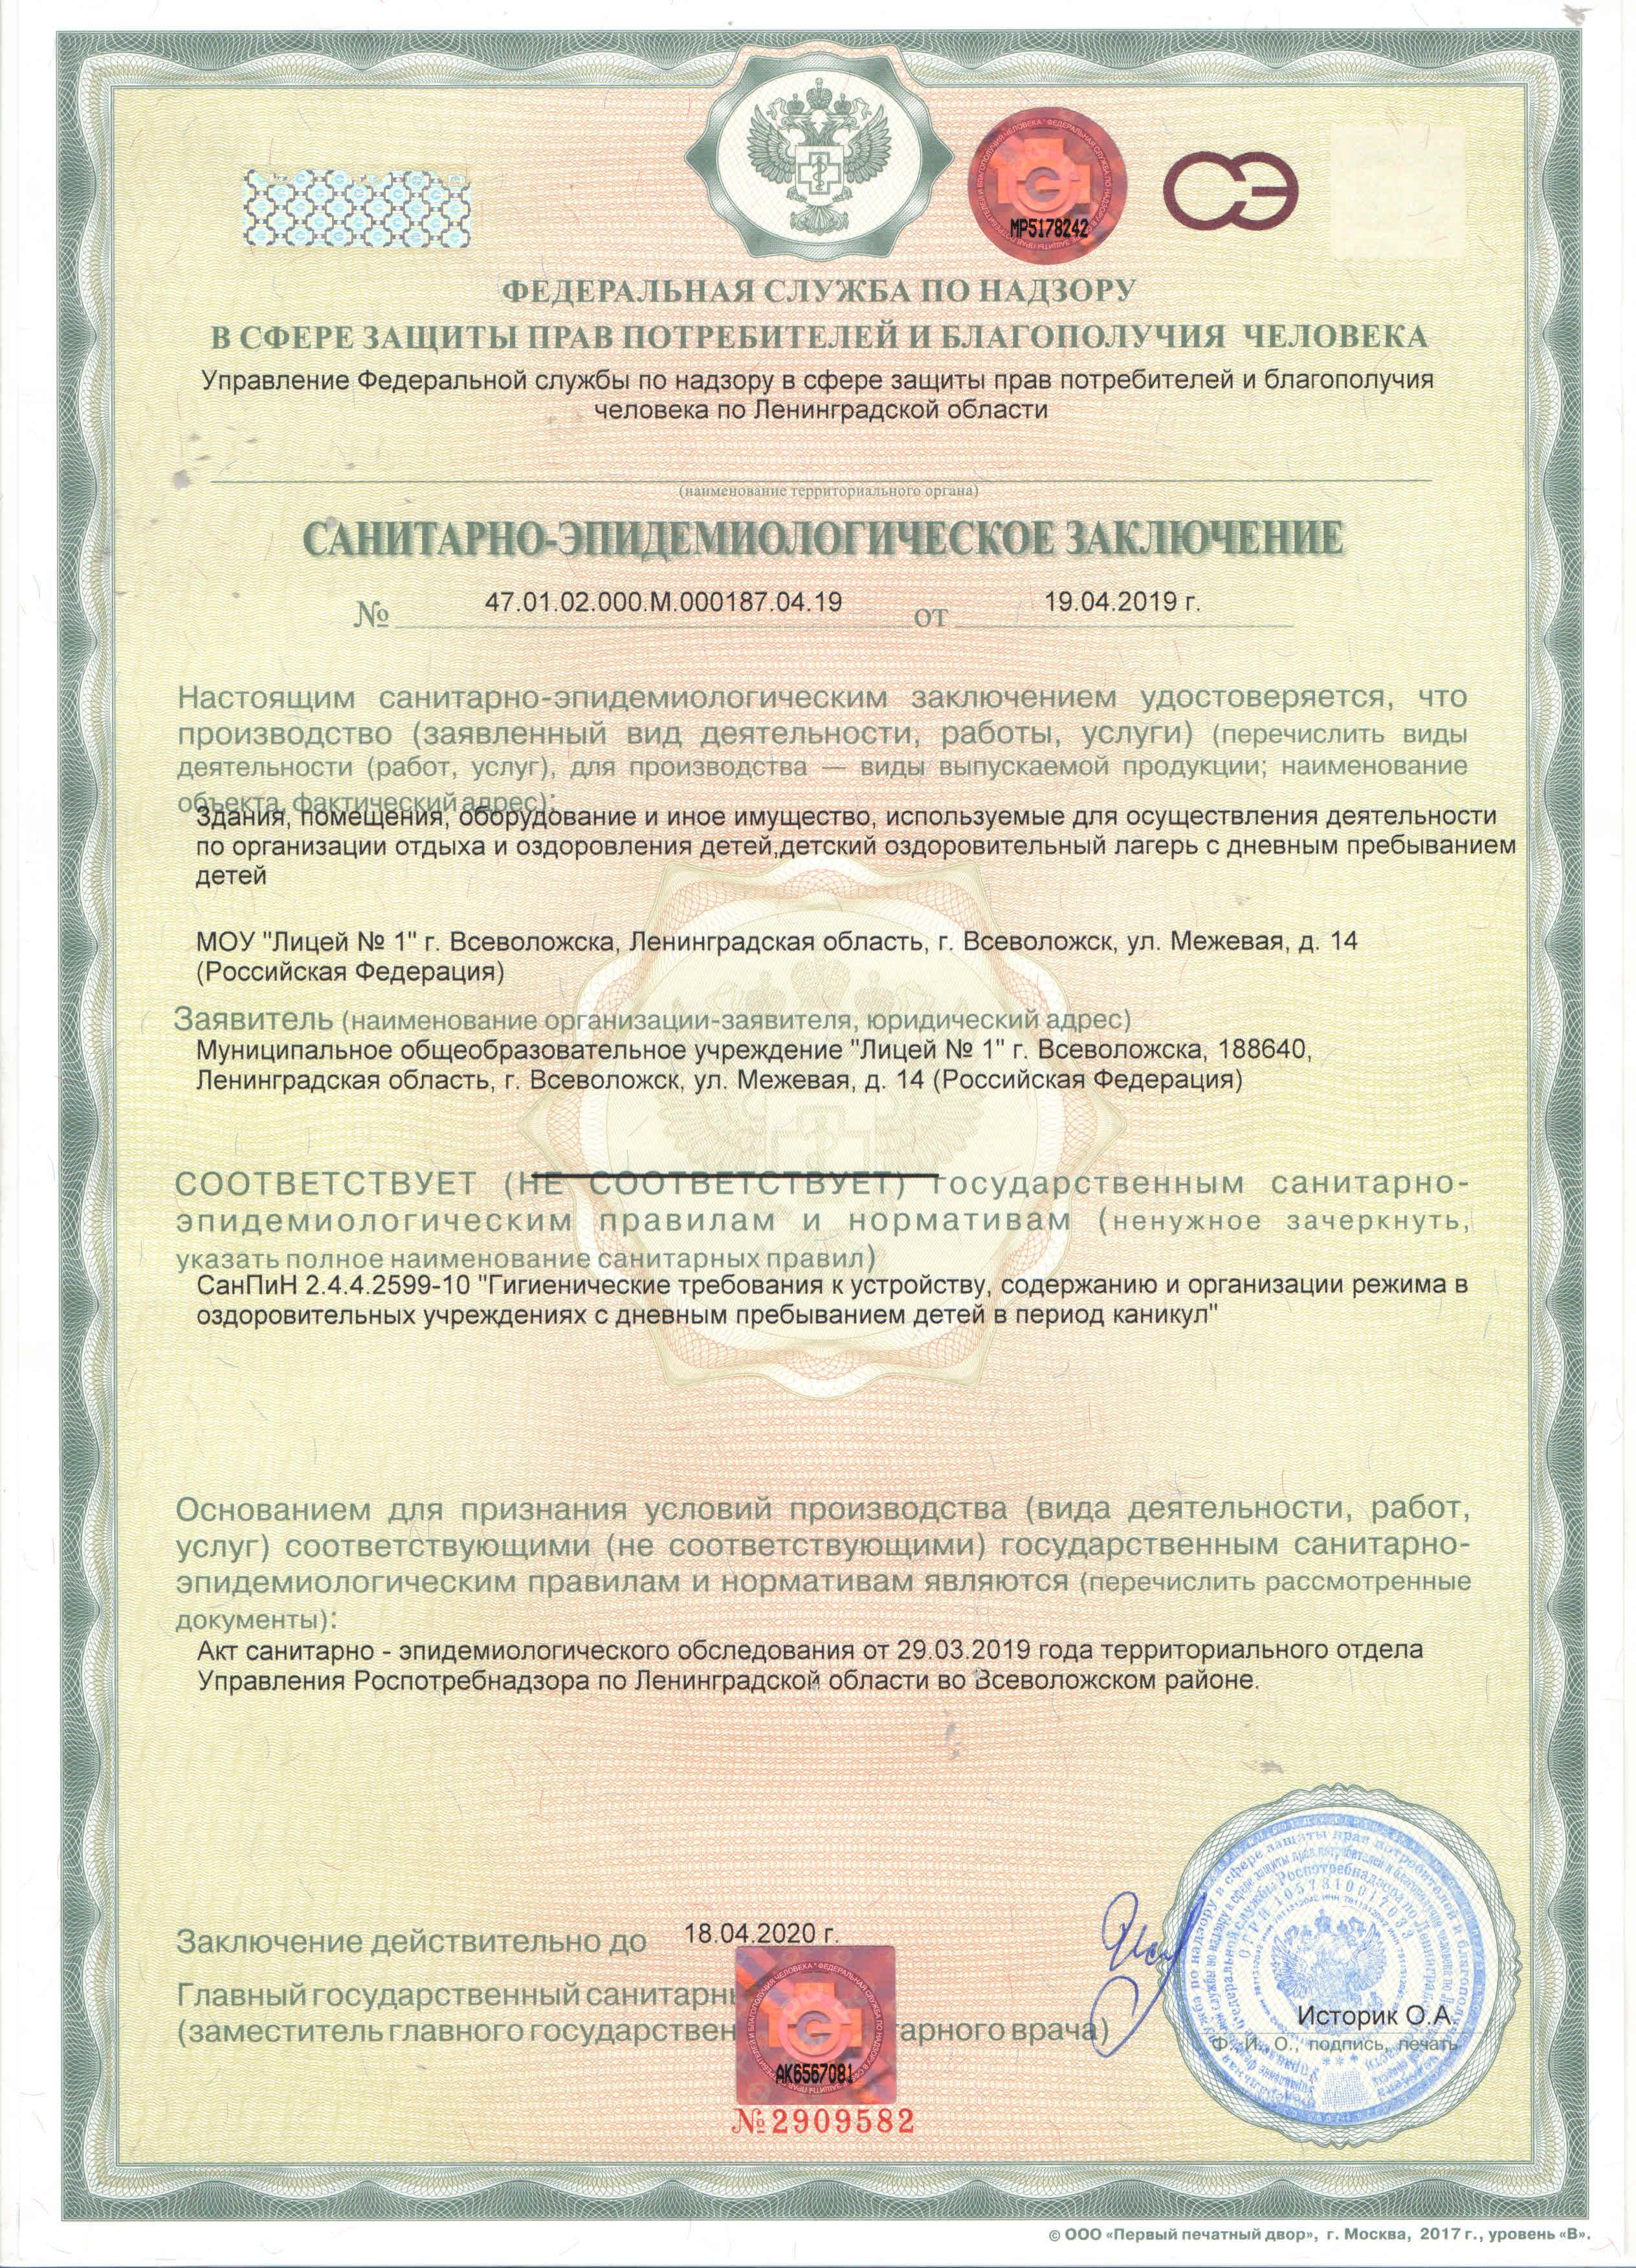 МР5178242
СЭ
ФЕДЕРАЛЬНАЯ СЛУЖБА ПО НАДЗОРУ
В СФЕРЕ ЗАЩИТЫ ПРАВ ПОТРЕБИТЕЛЕЙ И БЛАГОПОЛУЧИЯ ЧЕЛОВЕКА
Управление Федеральной службы по надзору в сфере защиты прав потребителей и благополучия
человека по Ленинградской области
(наименование территориального органа)
САНИТАРНО-ЭПИДЕМИОЛОГИЧЕСКОЕ ЗАКЛЮЧЕНИЕ
№ 47.01.02.000.М.000187.04.19 от 19.04.2019 г.
Настоящим санитарно-эпидемиологическим заключением удостоверяется, что
производство (заявленный вид деятельности, работы, услуги) (перечислить виды
деятельности (работ, услуг), для производства — виды выпускаемой продукции; наименование
объекта, фактический адрес):
Здания, помещения, оборудование и иное имущество, используемые для осуществления деятельности
по организации отдыха и оздоровления детей,детский оздоровительный лагерь с дневным пребыванием
детей
МОУ "Лицей № 1" г. Всеволожска, Ленинградская область, г. Всеволожск, ул. Межевая, д. 14
(Российская Федерация)
Заявитель (наименование организации-заявителя, юридический адрес)
Муниципальное общеобразовательное учреждение "Лицей № 1" г. Всеволожска, 188640,
Ленинградская область, г. Всеволожск, ул. Межевая, д. 14 (Российская Федерация)
СООТВЕТСТВУЕТ (НЕ СООТВЕТСТВУЕТ) государственным санитарно-
эпидемиологическим правилам и нормативам (ненужное зачеркнуть,
указать полное наименование санитарных правил)
СанПиН 2.4.4.2599-10 "Гигиенические требования к устройству, содержанию и организации режима в
оздоровительных учреждениях с дневным пребыванием детей в период каникул"
Основанием для признания условий производства (вида деятельности, работ,
услуг) соответствующими (не соответствующими) государственным санитарно-
эпидемиологическим правилам и нормативам являются (перечислить рассмотренные
документы):
Акт санитарно - эпидемиологического обследования от 29.03.2019 года территориального отдела
Управления Роспотребнадзора по Ленинградской области во Всеволожском районе.
Заключение действительно до 18.04.2020 г.
Главный государственный санитарн
(заместитель главного государствен арного врача)
Историк О.А.
Ф. И. О., подпись, печать
АК6567081
№2909582
© ООО «Первый печатный двор», г. Москва, 2017 г., уровень «В».